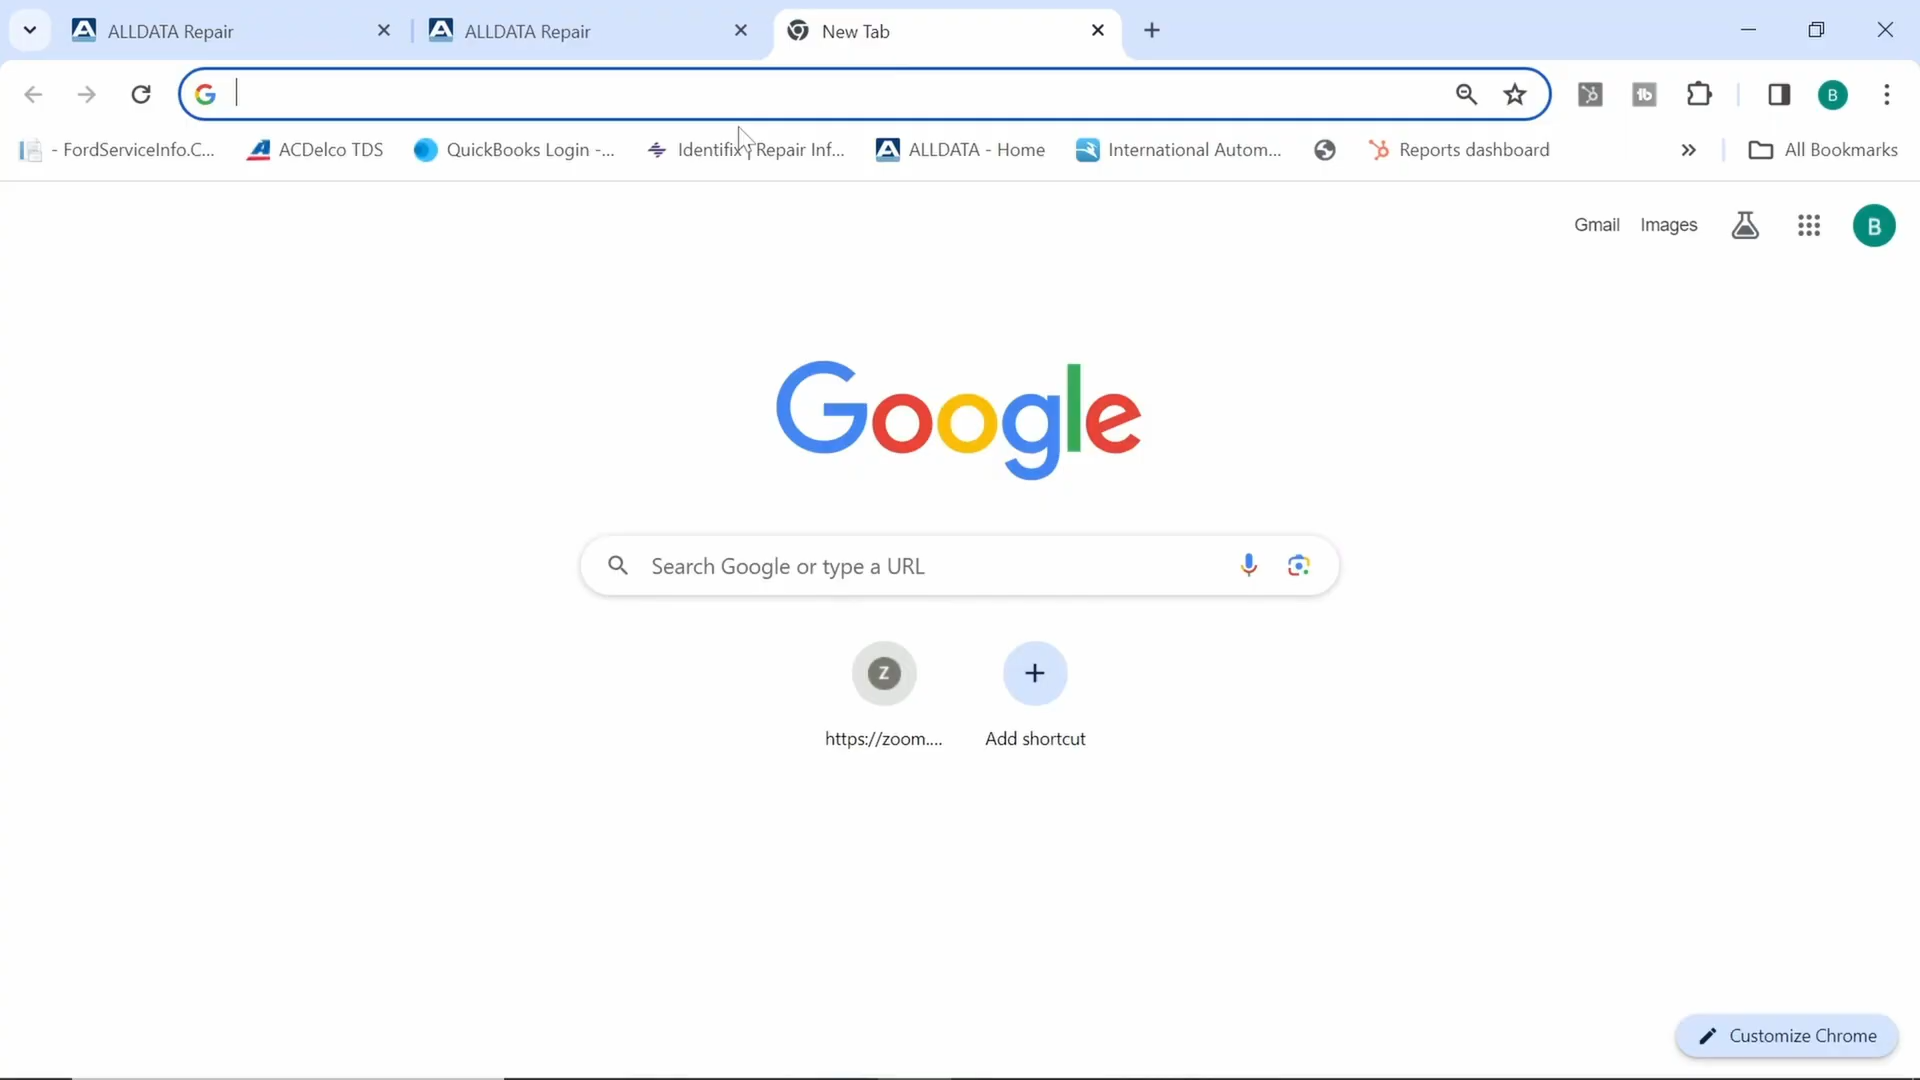 ALLDATA Repair
ALLDATA Repair
New Tab
- FordServiceInfo.C...
ACDelco TDS
QuickBooks Login -...
Identifix Repair Inf...
ALLDATA - Home
International Autom...
Reports dashboard
All Bookmarks
Gmail
Images
B
B
Google
Search Google or type a URL
Z
https://zoom....
Add shortcut
Customize Chrome